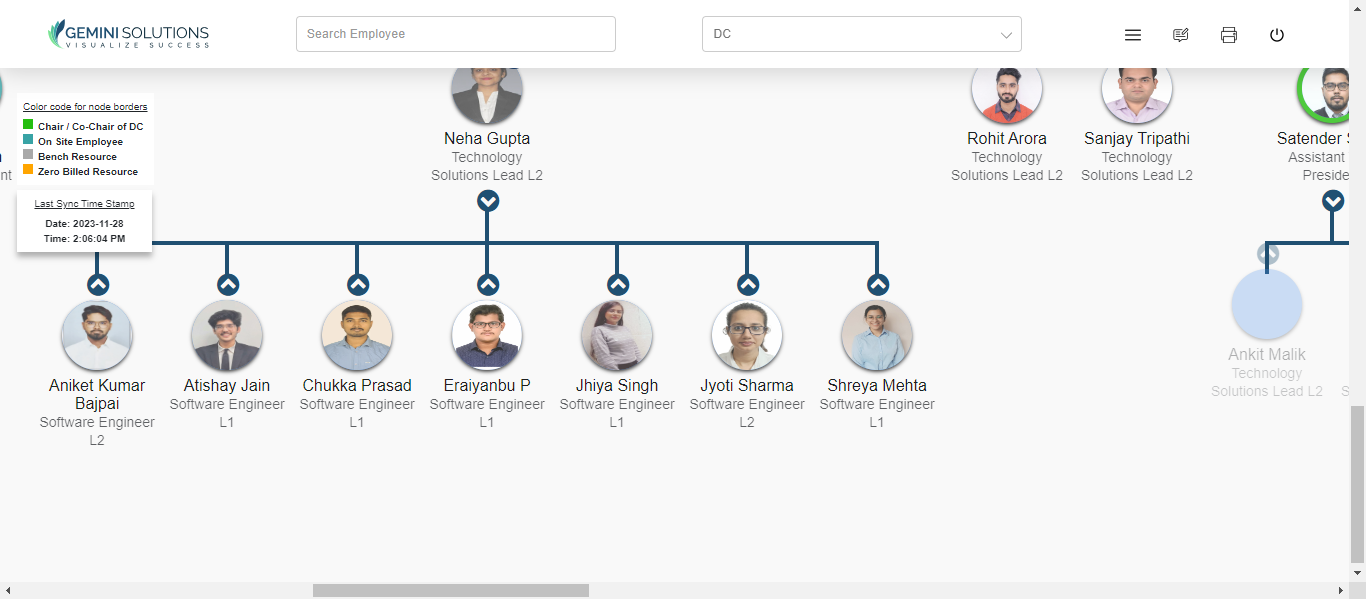 GEMINI SOLUTIONS
VISUALIZE SUCCESS
Search Employee
DC
Color code for node borders
Chair / Co-Chair of DC
On Site Employee
Bench Resource
Zero Billed Resource
Last Sync Time Stamp
Date: 2023-11-28
Time: 2:06:04 PM
nt
Neha Gupta
Technology
Solutions Lead L2
Rohit Arora
Technology
Solutions Lead L2
Sanjay Tripathi
Technology
Solutions Lead L2
Satender S
Assistant
Preside
Aniket Kumar
Bajpai
Software Engineer
L2
Atishay Jain
Software Engineer
L1
Chukka Prasad
Software Engineer
L1
Eraiyanbu P
Software Engineer
L1
Jhiya Singh
Software Engineer
L1
Jyoti Sharma
Software Engineer
L2
Shreya Mehta
Software Engineer
L1
Ankit Malik
Technology
Solutions Lead L2
S